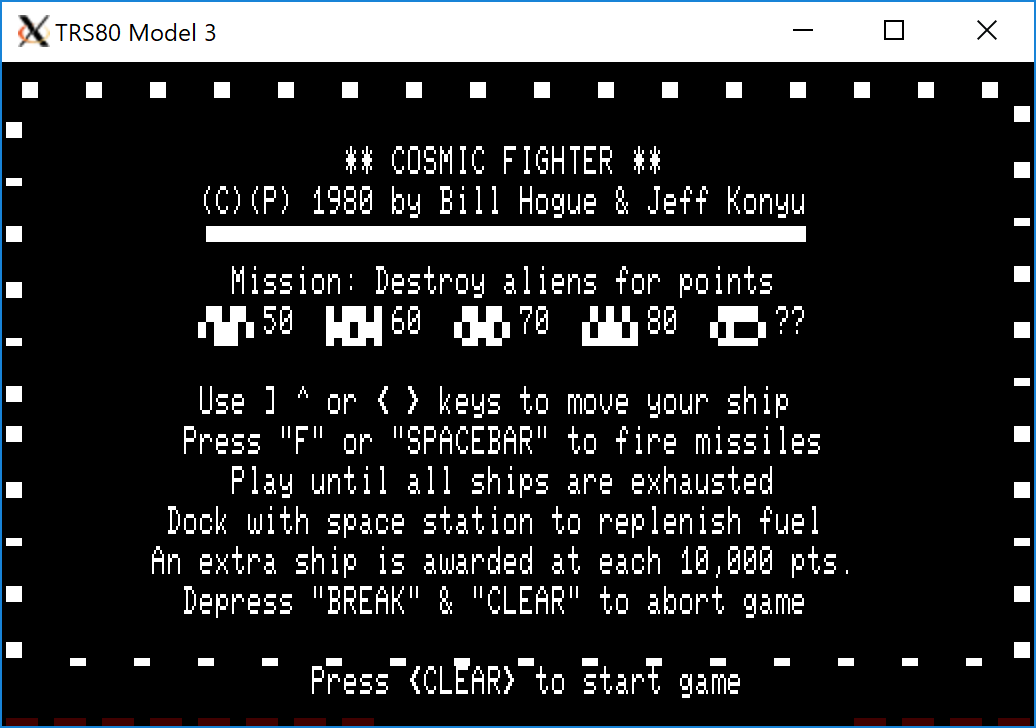 TRS80 Model 3
** COSMIC FIGHTER **
(C)(P) 1980 by Bill Hogue & Jeff Konyu
Mission: Destroy aliens for points
50 60 70 80 ??
Use ] ^ or < > keys to move your ship
Press "F" or "SPACEBAR" to fire missiles
Play until all ships are exhausted
Dock with space station to replenish fuel
An extra ship is awarded at each 10,000 pts.
Depress "BREAK" & "CLEAR" to abort game
Press <CLEAR> to start game